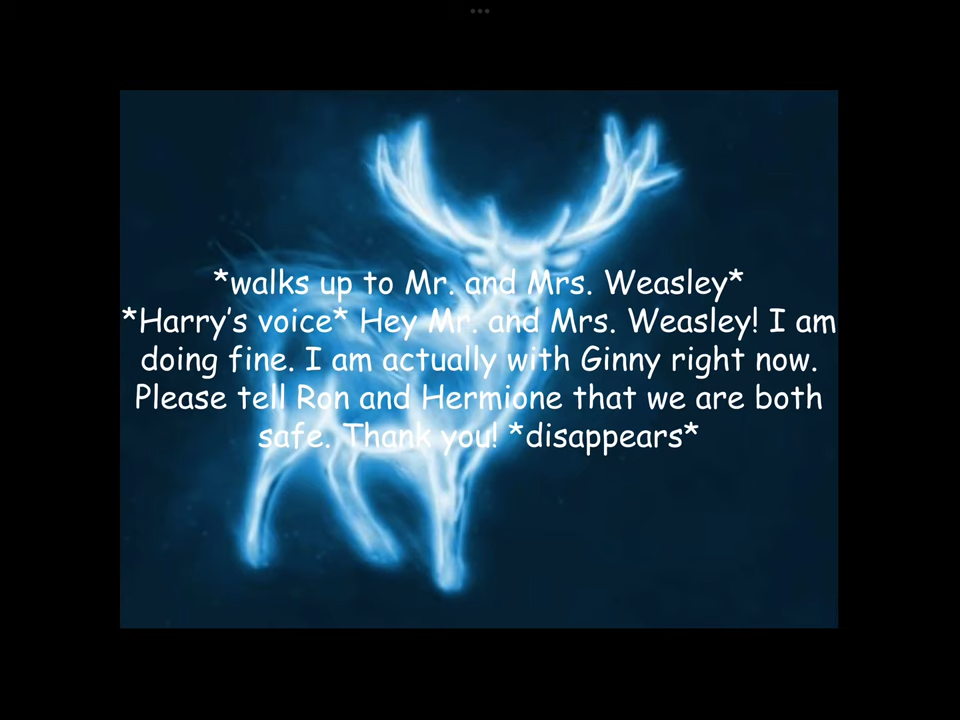 *walks up to Mr. and Mrs. Weasley*
*Harry's voice* Hey Mr. and Mrs. Weasley! I am
doing fine. I am actually with Ginny right now.
Please tell Ron and Hermione that we are both
safe. Thank you! *disappears*